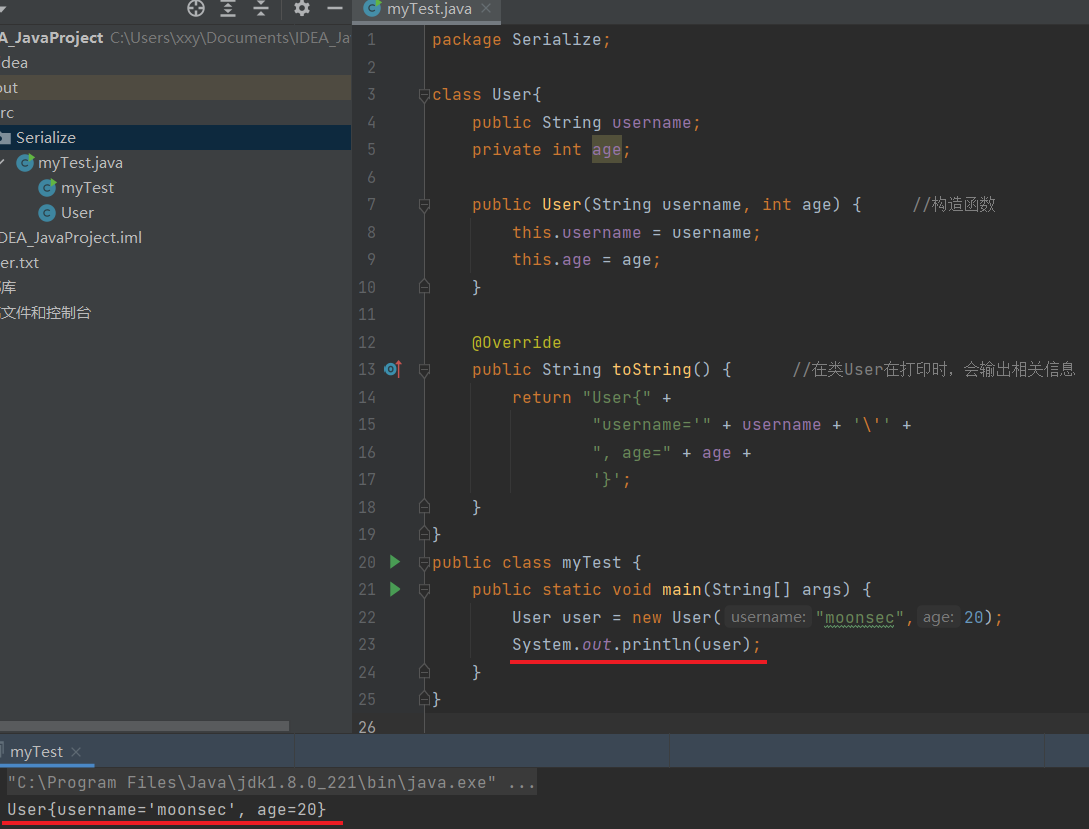 myTest.java
A_JavaProject C:\Users\xxy\Documents\IDEA_Ja
dea
out
rc
Serialize
myTest.java
myTest
User
DEA_JavaProject.iml
er.txt
库
文件和控制台
1 package Serialize;
2
3 class User{
4 public String username;
5 private int age;
6
7 public User(String username, int age) { //构造函数
8 this.username = username;
9 this.age = age;
10 }
11
12 @Override
13 public String toString() { //在类User在打印时，会输出相关信息
14 return "User{" +
15 "username='" + username + '\'' +
16 ", age=" + age +
17 '}';
18 }
19 }
20 public class myTest {
21 public static void main(String[] args) {
22 User user = new User( username: "moonsec", age: 20);
23 System.out.println(user);
24 }
25 }
26
myTest
"C:\Program Files\Java\jdk1.8.0_221\bin\java.exe" ...
User{username='moonsec', age=20}